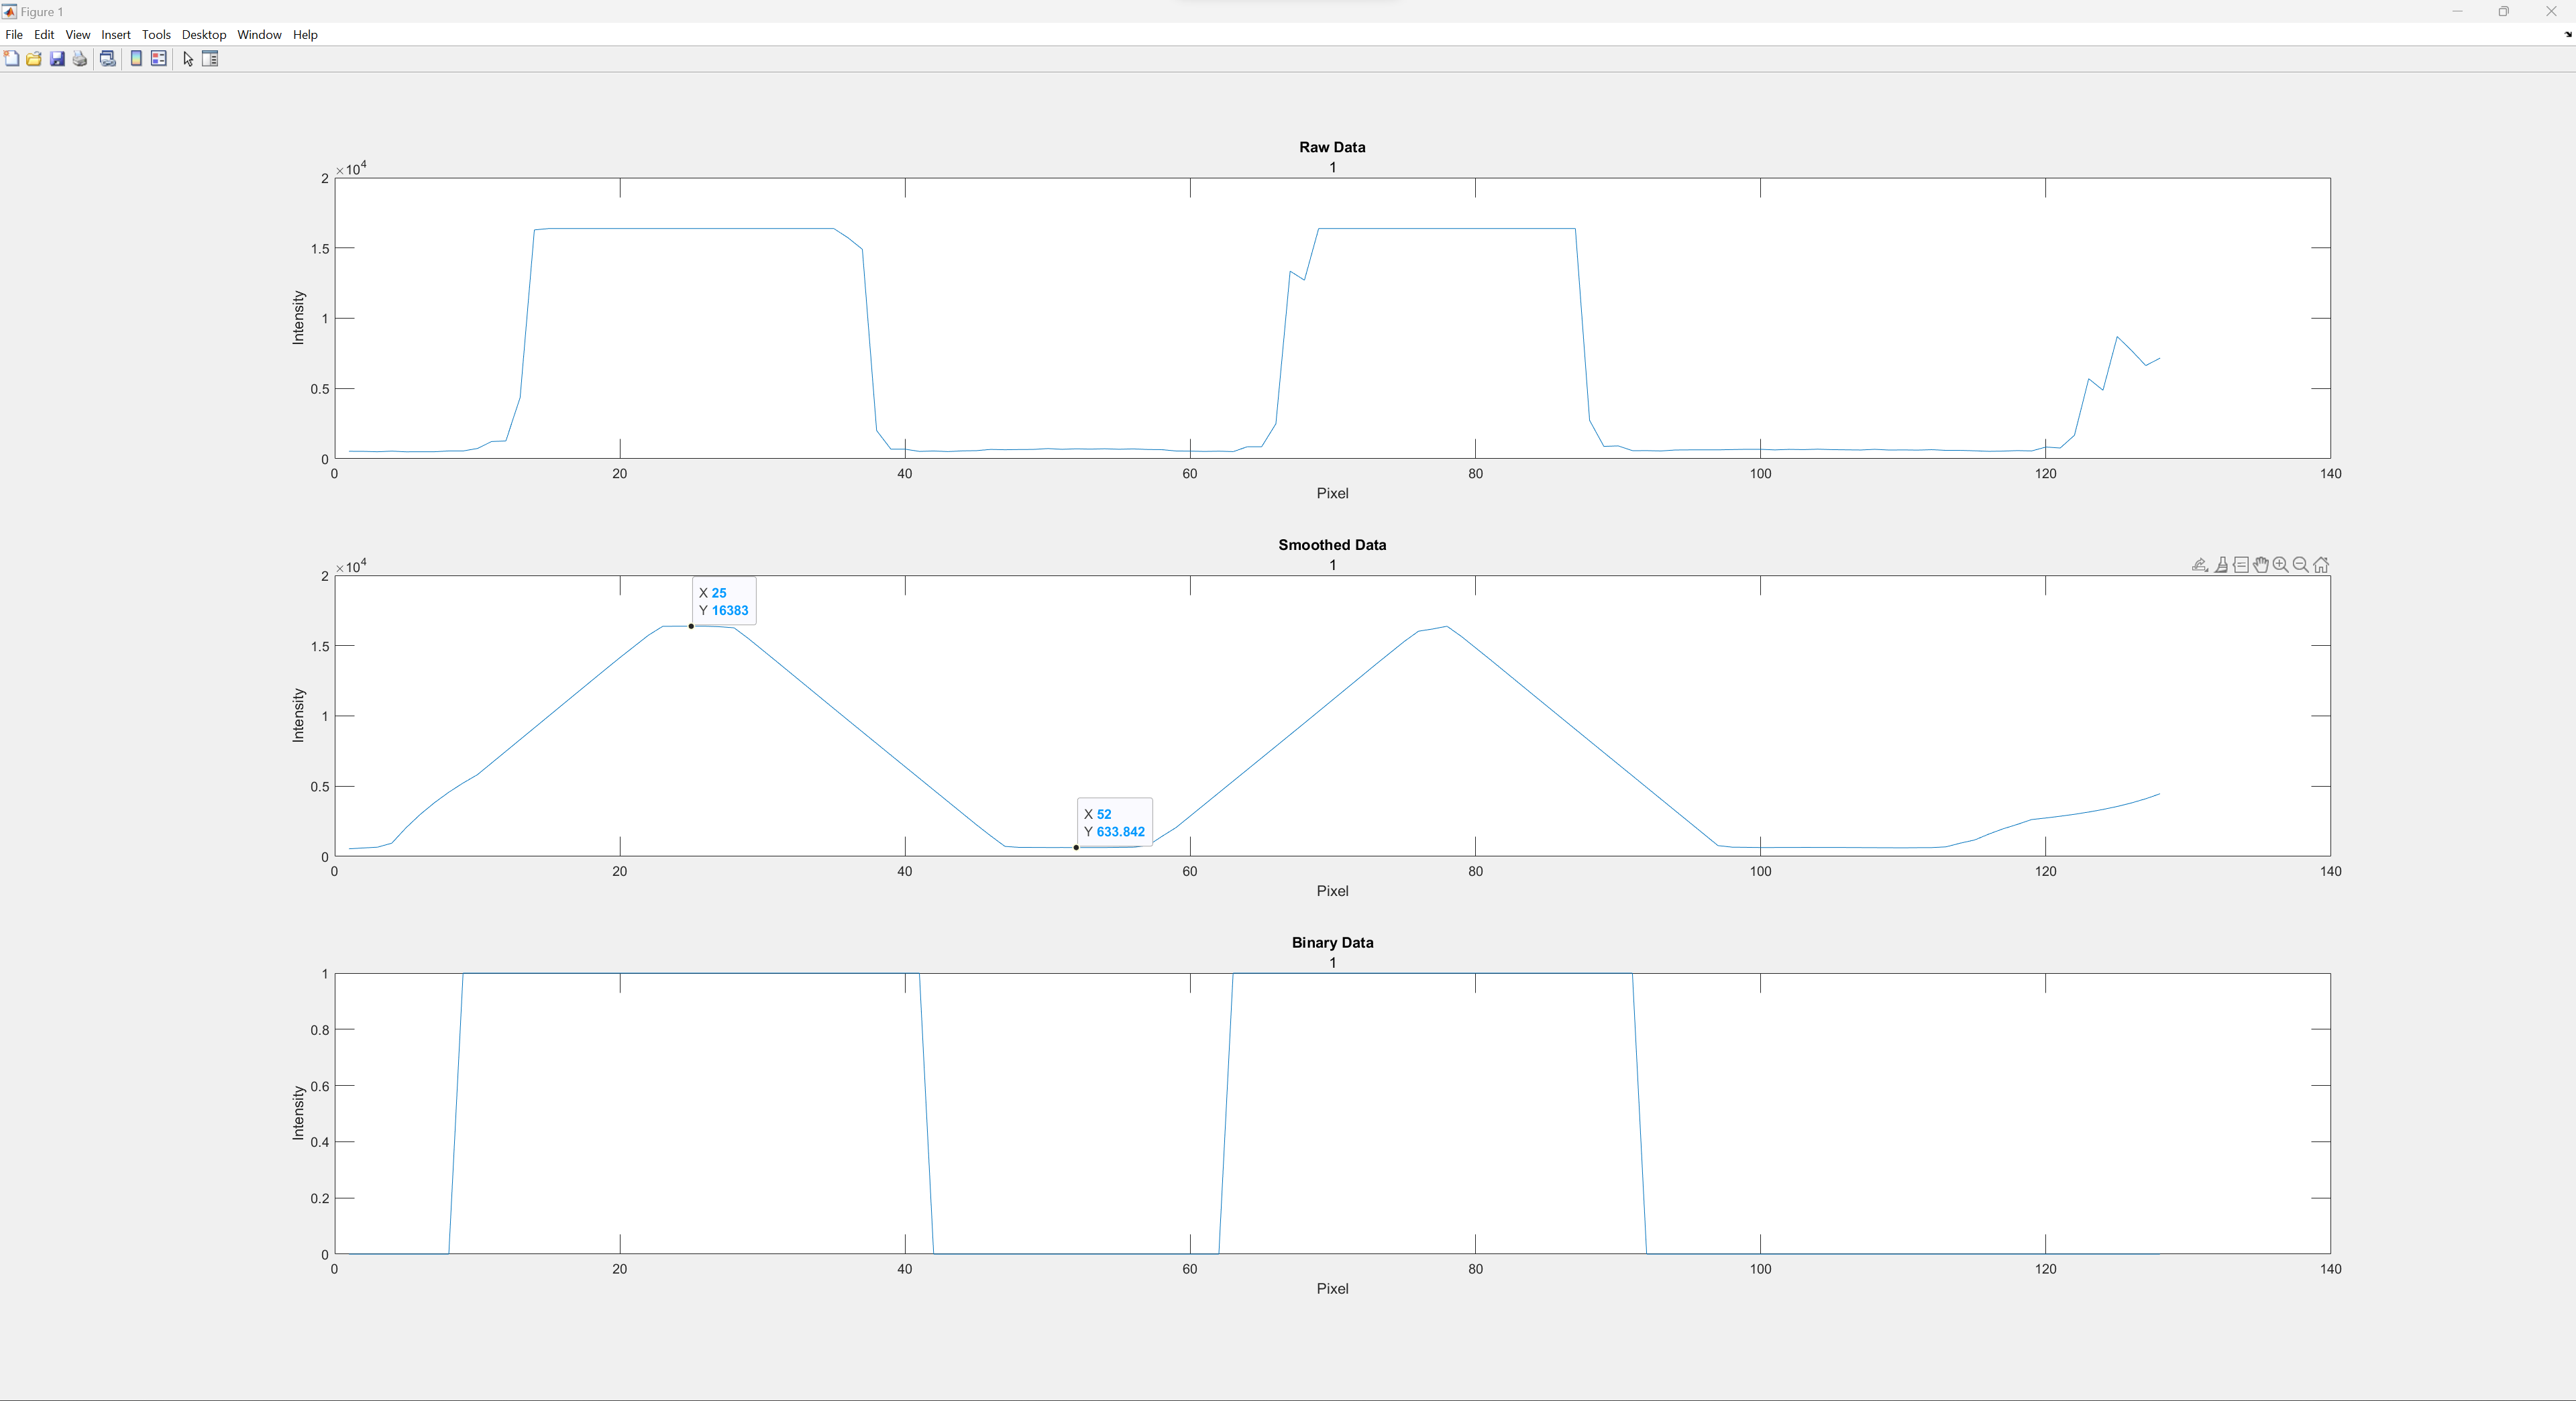 Figure 1
File Edit View Insert Tools Desktop Window Help
Raw Data
1
×10^4
2
1.5
1
0.5
0
Intensity
0 20 40 60 80 100 120 140
Pixel
Smoothed Data
1
×10^4
2
1.5
1
0.5
0
Intensity
X 25
Y 16383
X 52
Y 633.842
0 20 40 60 80 100 120 140
Pixel
Binary Data
1
1
0.8
0.6
0.4
0.2
0
Intensity
0 20 40 60 80 100 120 140
Pixel